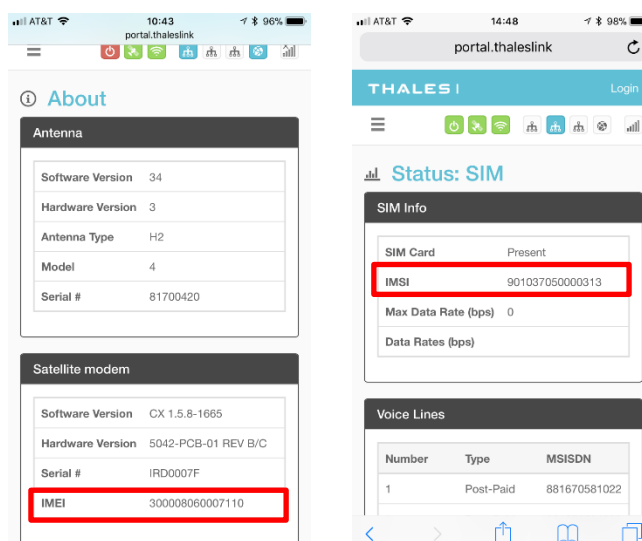 AT&T 10:43 96%
portal.thaleslink
About
Antenna
Software Version 34
Hardware Version 3
Antenna Type H2
Model 4
Serial # 81700420
Satellite modem
Software Version CX 1.5.8-1665
Hardware Version 5042-PCB-01 REV B/C
Serial # IRD0007F
IMEI 300008060007110
AT&T 14:48 98%
portal.thaleslink
THALES | Login
Status: SIM
SIM Info
SIM Card Present
IMSI 901037050000313
Max Data Rate (bps) 0
Data Rates (bps)
Voice Lines
Number Type MSISDN
1 Post-Paid 881670581022